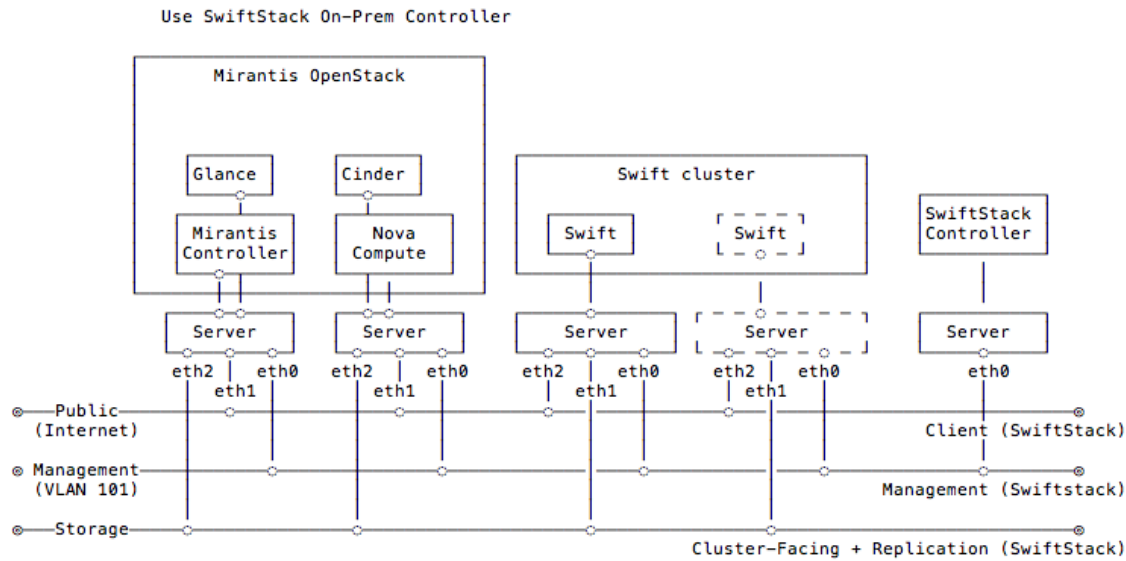 Use SwiftStack On-Prem Controller
Mirantis OpenStack
Glance
Cinder
Swift cluster
Mirantis
Controller
Nova
Compute
Swift
Swift
SwiftStack
Controller
Server
Server
Server
Server
Server
eth2
eth0
eth2
eth0
eth2
eth0
eth2
eth0
eth0
eth1
eth1
eth1
eth1
Public
(Internet)
Client (SwiftStack)
Management
(VLAN 101)
Management (Swiftstack)
Storage
Cluster-Facing + Replication (SwiftStack)